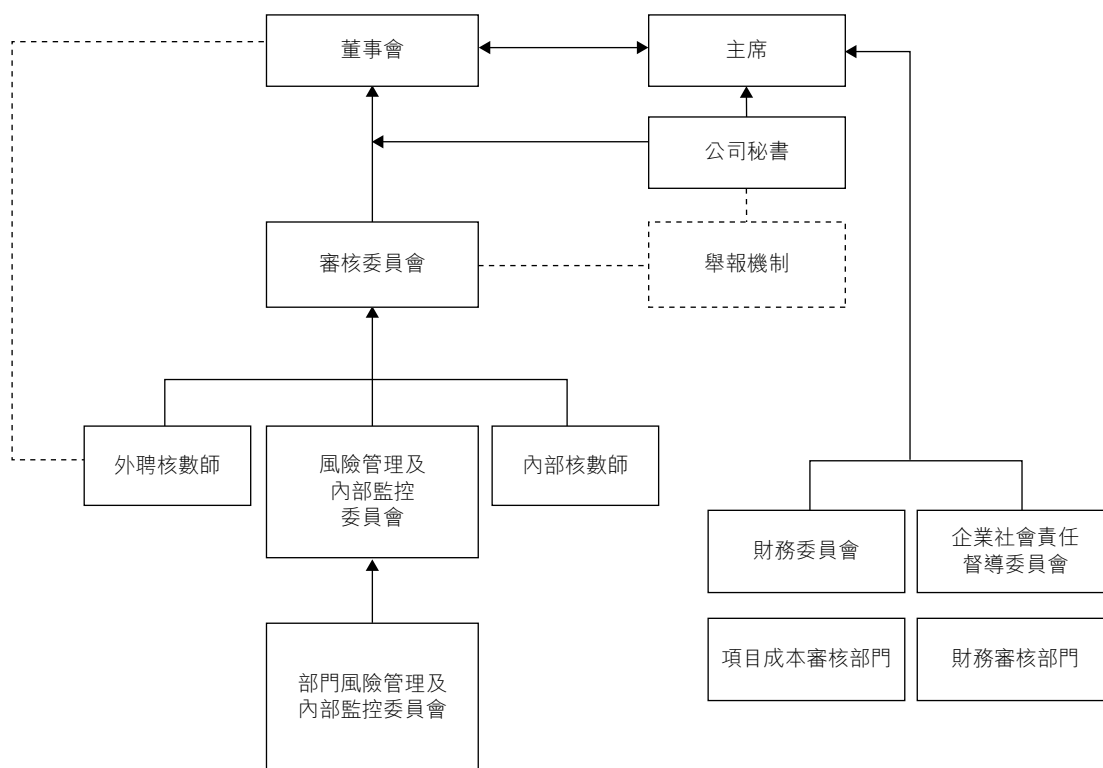 董事會
主席
公司秘書
審核委員會
舉報機制
外聘核數師
風險管理及
內部監控
委員會
內部核數師
財務委員會
企業社會責任
督導委員會
項目成本審核部門
財務審核部門
部門風險管理及
內部監控委員會